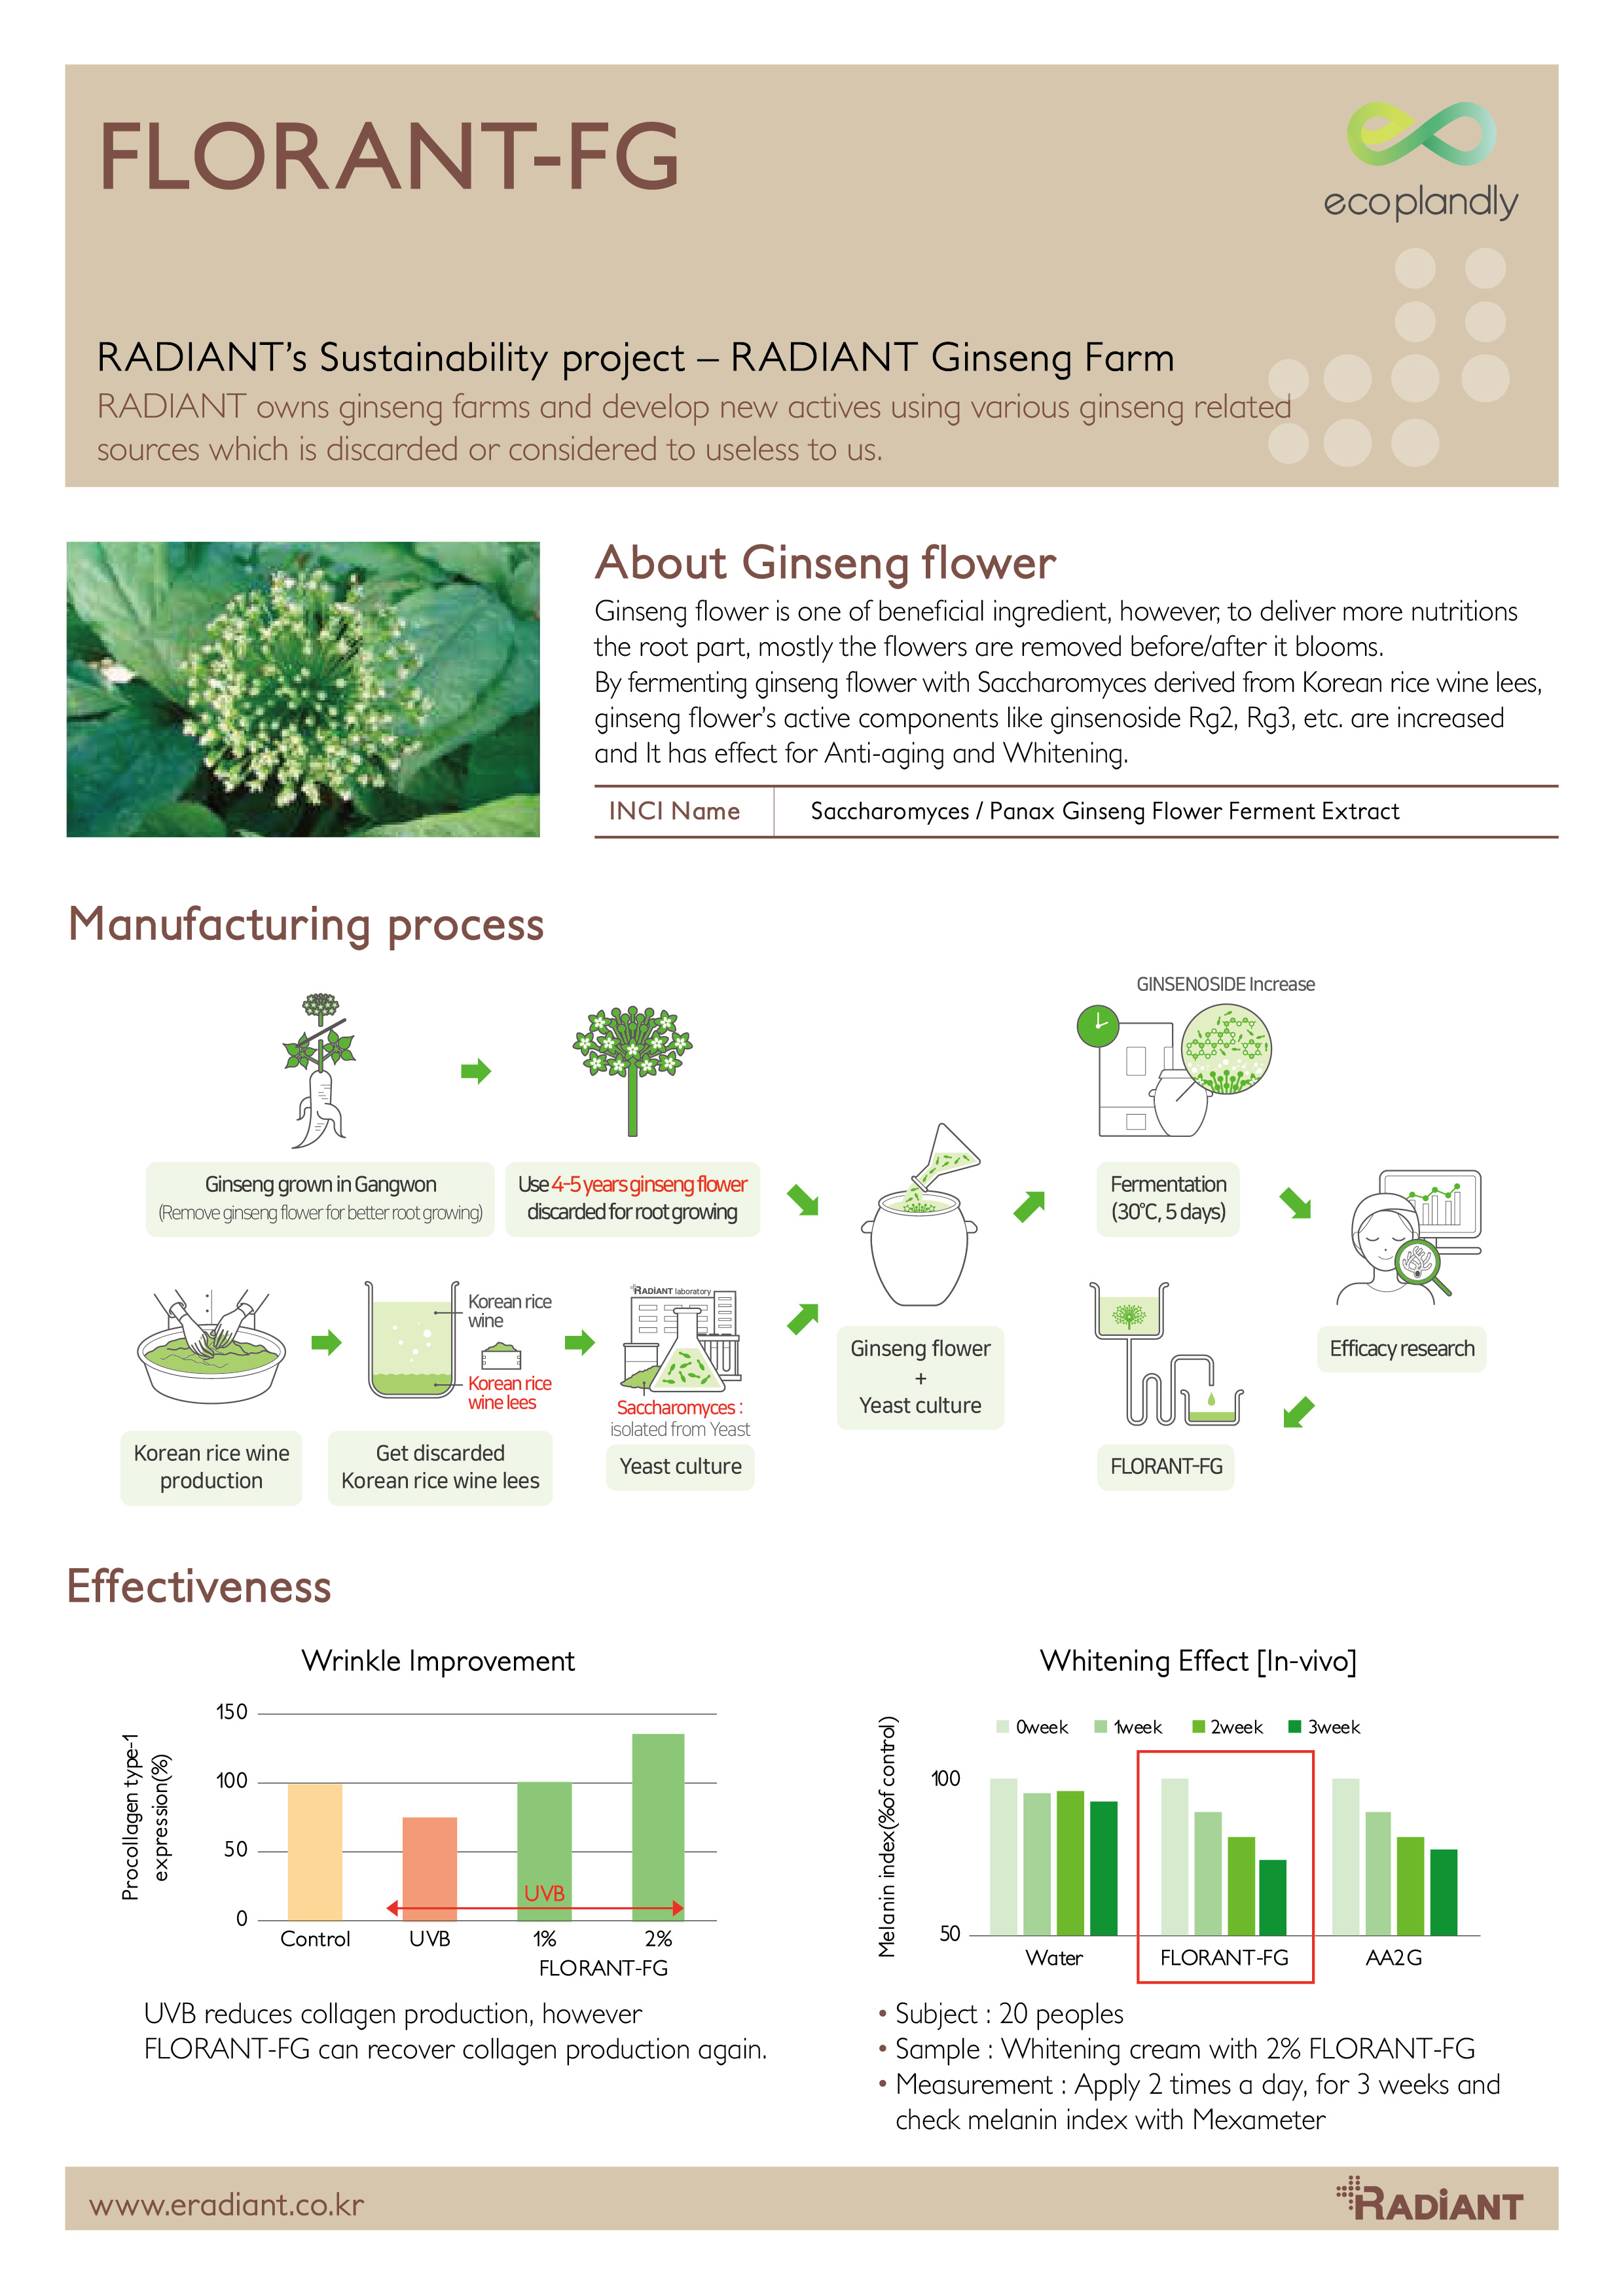 FLORANT-FG
ecoplandly
RADIANT’s Sustainability project – RADIANT Ginseng Farm
RADIANT owns ginseng farms and develop new actives using various ginseng related
sources which is discarded or considered to useless to us.
About Ginseng flower
Ginseng flower is one of beneficial ingredient, however, to deliver more nutritions
the root part, mostly the flowers are removed before/after it blooms.
By fermenting ginseng flower with Saccharomyces derived from Korean rice wine lees,
ginseng flower’s active components like ginsenoside Rg2, Rg3, etc. are increased
and It has effect for Anti-aging and Whitening.
INCI Name
Saccharomyces / Panax Ginseng Flower Ferment Extract
Manufacturing process
GINSENOSIDE Increase
Ginseng grown in Gangwon
(Remove ginseng flower for better root growing)
Use 4-5 years ginseng flower
discarded for root growing
Fermentation
(30°C, 5 days)
Korean rice
wine
Korean rice
wine lees
RADIANT laboratory
Saccharomyces :
isolated from Yeast
Korean rice wine
production
Get discarded
Korean rice wine lees
Yeast culture
Ginseng flower
+
Yeast culture
Efficacy research
FLORANT-FG
Effectiveness
Wrinkle Improvement
Procollagen type-1
expression(%)
150
100
50
0
UVB
Control
UVB
1%
2%
FLORANT-FG
UVB reduces collagen production, however
FLORANT-FG can recover collagen production again.
Whitening Effect [In-vivo]
Melanin index(%of control)
0week
1week
2week
3week
100
50
Water
FLORANT-FG
AA2G
• Subject : 20 peoples
• Sample : Whitening cream with 2% FLORANT-FG
• Measurement : Apply 2 times a day, for 3 weeks and
check melanin index with Mexameter
www.eradiant.co.kr
RADIANT